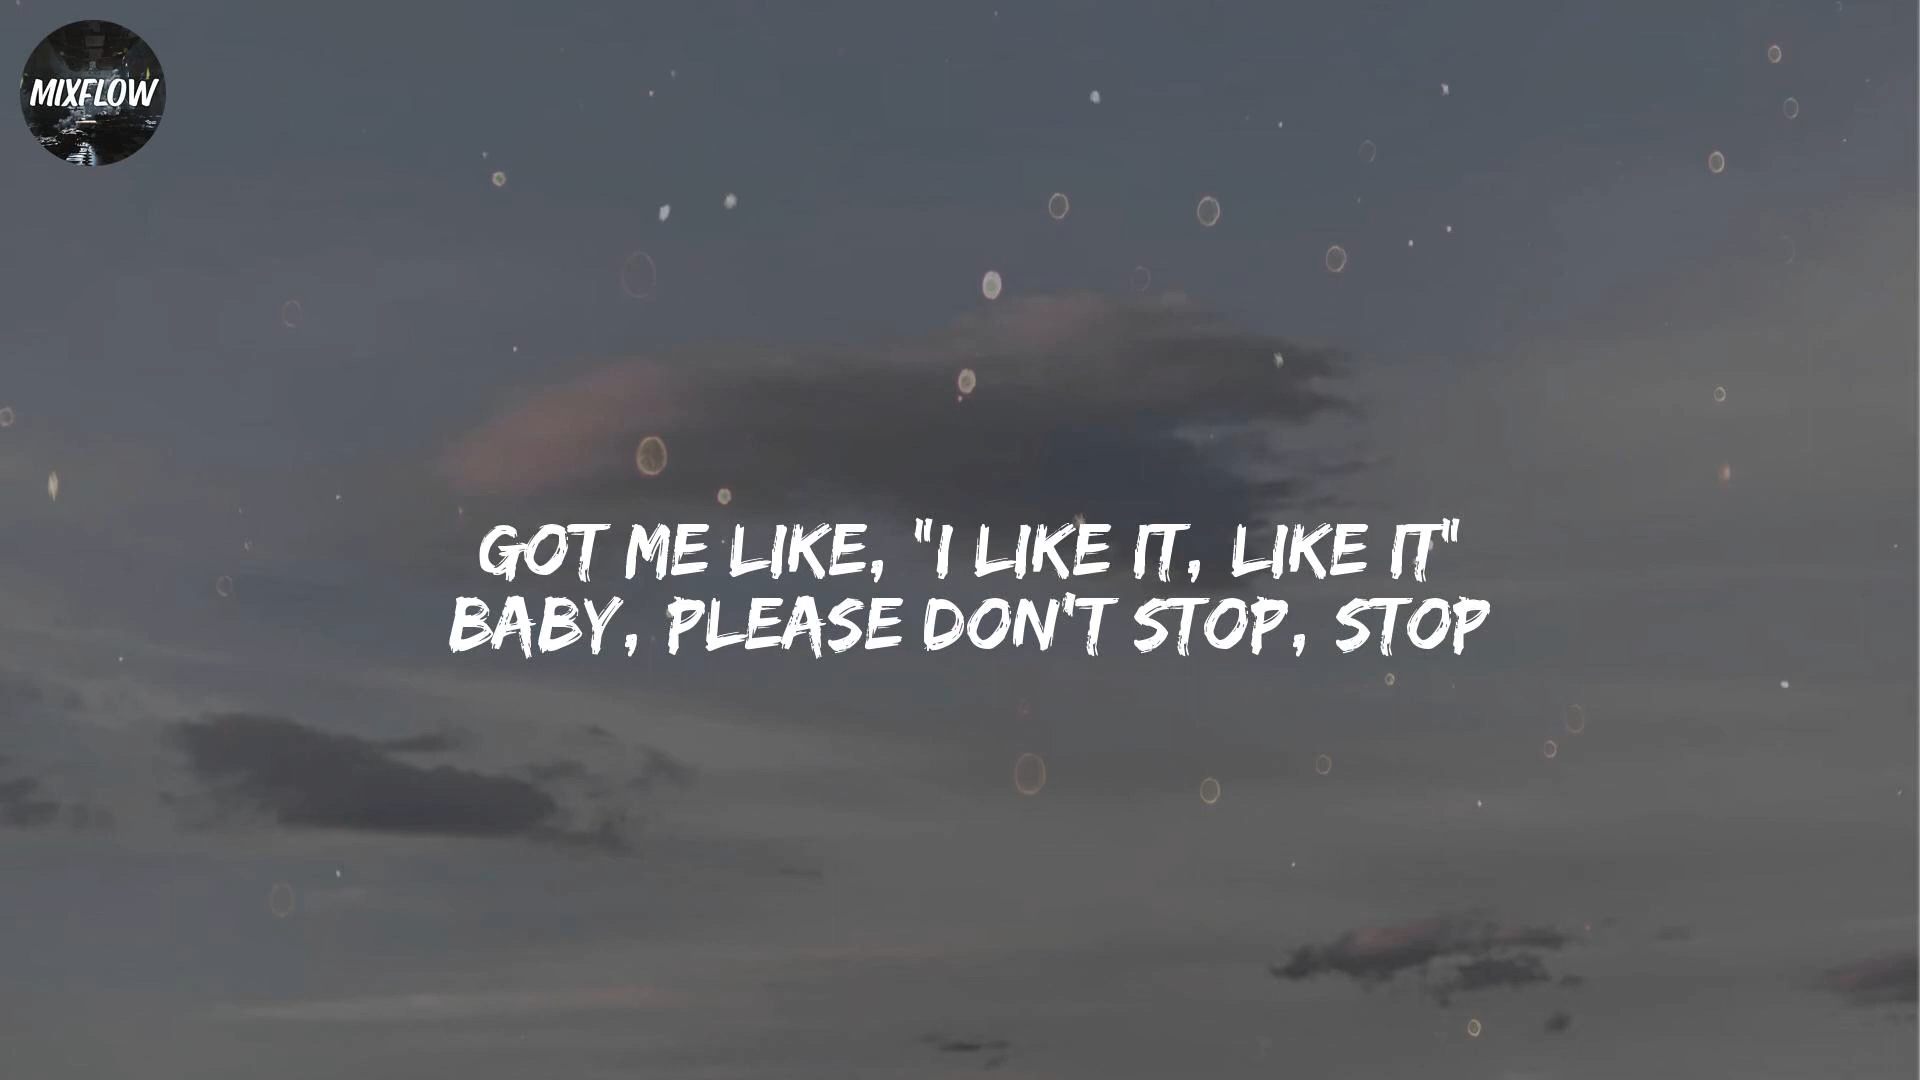 MIXFLOW
GOT ME LIKE, "I LIKE IT, LIKE IT"
BABY, PLEASE DON'T STOP, STOP